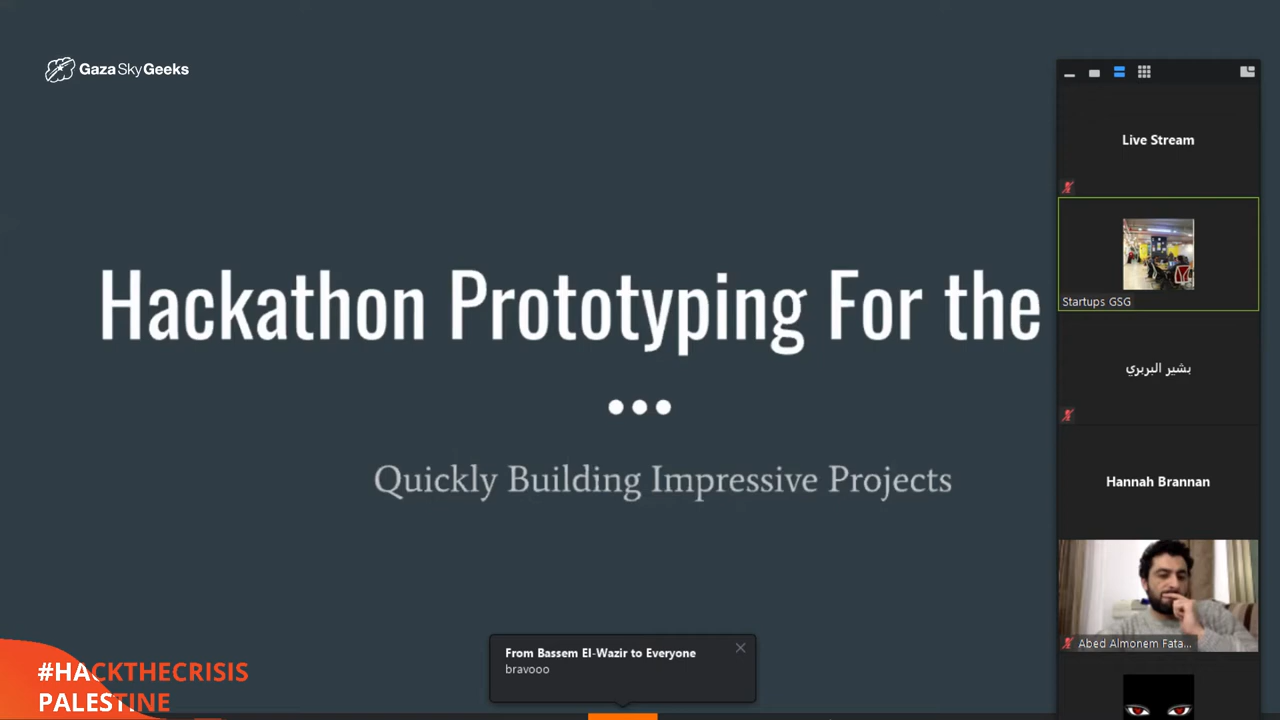 Gaza Sky Geeks
Hackathon Prototyping For the
Quickly Building Impressive Projects
#HACKTHECRISIS
PALESTINE
From Bassem El-Wazir to Everyone
bravooo
Live Stream
Startups GSG
بشير البربري
Hannah Brannan
Abed Almonem Fata...